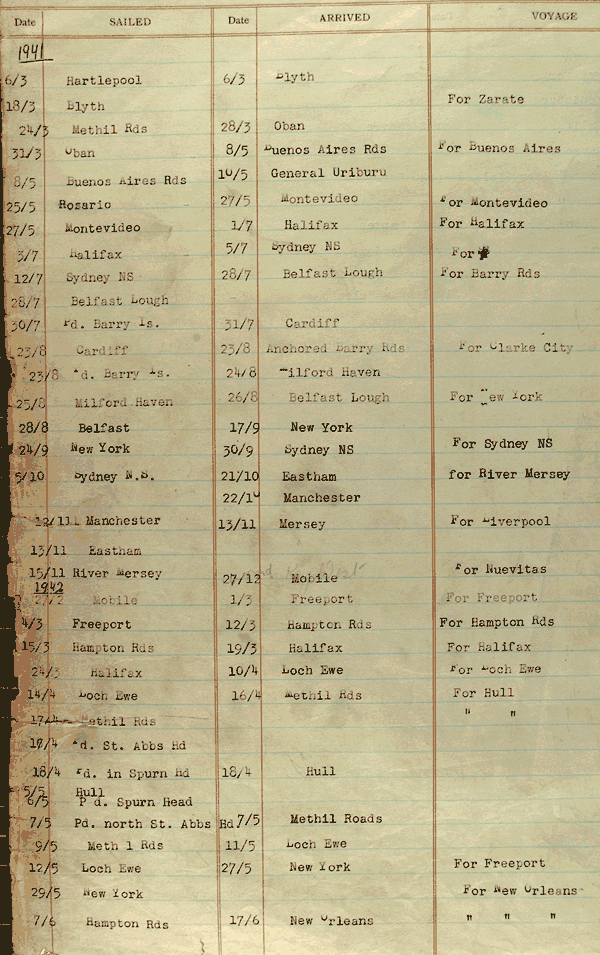 Date SAILED Date ARRIVED VOYAGE
1941
6/3 Hartlepool 6/3 Blyth
18/3 Blyth For Zarate
24/3 Methil Rds 28/3 Oban
31/3 Oban 8/5 Buenos Aires Rds For Buenos Aires
8/5 Buenos Aires Rds 10/5 General Uriburu
25/5 Rosario 27/5 Montevideo For Montevideo
27/5 Montevideo 1/7 Halifax For Halifax
3/7 Halifax 5/7 Sydney NS For
12/7 Sydney NS 28/7 Belfast Lough For Barry Rds
28/7 Belfast Lough
30/7 Pd. Barry Is. 31/7 Cardiff
23/8 Cardiff 23/8 Anchored Barry Rds For Clarke City
23/8 Pd. Barry Is. 24/8 Milford Haven
25/8 Milford Haven 26/8 Belfast Lough For New York
28/8 Belfast 17/9 New York
24/9 New York 30/9 Sydney NS For Sydney NS
5/10 Sydney N.S. 21/10 Eastham for River Mersey
22/10 Manchester
12/11 Manchester 13/11 Mersey For Liverpool
13/11 Eastham
15/11 River Mersey 27/12 Mobile For Nuevitas
1942
Mobile 1/3 Freeport For Freeport
4/3 Freeport 12/3 Hampton Rds For Hampton Rds
15/3 Hampton Rds 19/3 Halifax For Halifax
24/3 Halifax 10/4 Loch Ewe For Loch Ewe
14/4 Loch Ewe 16/4 Methil Rds For Hull
17/4 Methil Rds " "
17/4 Pd. St. Abbs Hd
18/4 Pd. in Spurn Hd 18/4 Hull
5/5 Hull
6/5 P d. Spurn Head
7/5 Pd. north St. Abbs Hd 7/5 Methil Roads
9/5 Meth l Rds 11/5 Loch Ewe
12/5 Loch Ewe 27/5 New York For Freeport
29/5 New York For New Orleans
7/6 Hampton Rds 17/6 New Orleans " " "